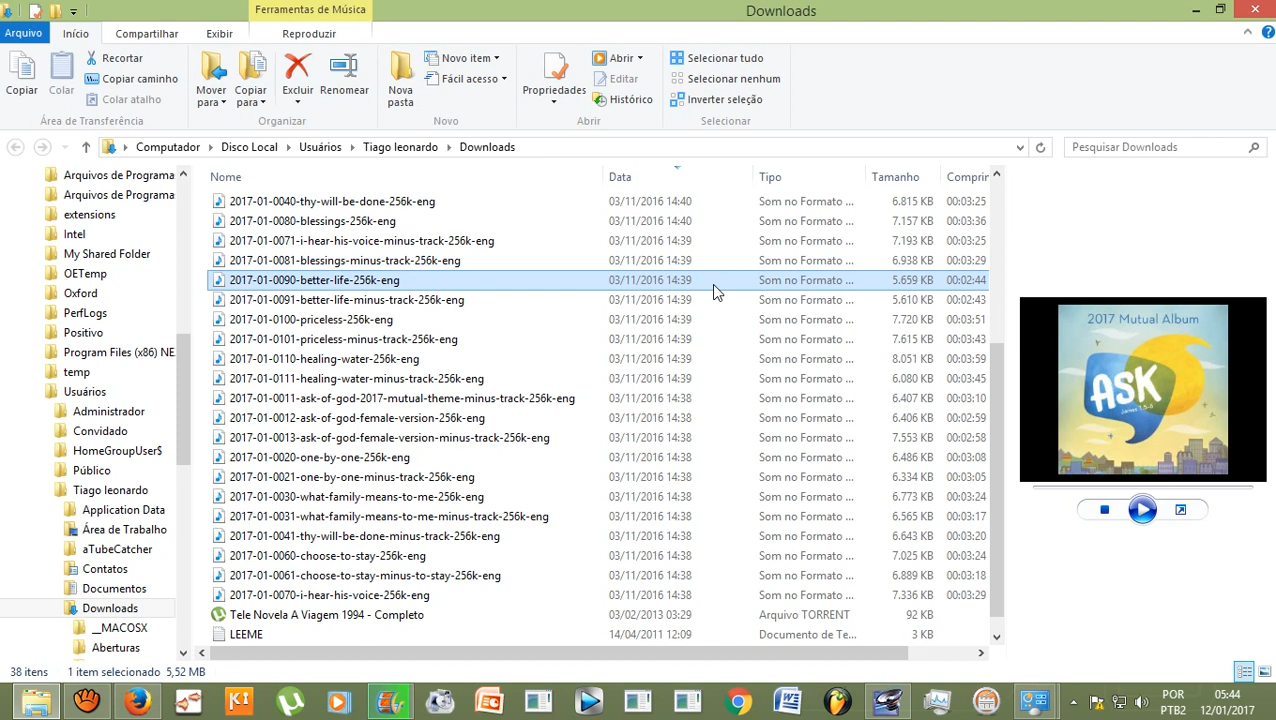 Ferramentas de Música
Downloads
Arquivo
Início
Compartilhar
Exibir
Reproduzir
Copiar
Colar
Recortar
Copiar caminho
Colar atalho
Área de Transferência
Mover para
Copiar para
Excluir
Renomear
Organizar
Nova pasta
Novo item
Fácil acesso
Novo
Propriedades
Abrir
Editar
Histórico
Abrir
Selecionar tudo
Selecionar nenhum
Inverter seleção
Selecionar
Computador
Disco Local
Usuários
Tiago leonardo
Downloads
Pesquisar Downloads
Arquivos de Programa
Arquivos de Programa
extensions
Intel
My Shared Folder
OETemp
Oxford
PerfLogs
Positivo
Program Files (x86) NE
temp
Usuários
Administrador
Convidado
HomeGroupUser$
Público
Tiago leonardo
Application Data
Área de Trabalho
aTubeCatcher
Contatos
Documentos
Downloads
__MACOSX
Aberturas
Nome Data Tipo Tamanho Compri
2017-01-0040-thy-will-be-done-256k-eng 03/11/2016 14:40 Som no Formato ... 6.815 KB 00:03:25
2017-01-0080-blessings-256k-eng 03/11/2016 14:40 Som no Formato ... 7.157 KB 00:03:36
2017-01-0071-i-hear-his-voice-minus-track-256k-eng 03/11/2016 14:39 Som no Formato ... 7.193 KB 00:03:25
2017-01-0081-blessings-minus-track-256k-eng 03/11/2016 14:39 Som no Formato ... 6.938 KB 00:03:29
2017-01-0090-better-life-256k-eng 03/11/2016 14:39 Som no Formato ... 5.659 KB 00:02:44
2017-01-0091-better-life-minus-track-256k-eng 03/11/2016 14:39 Som no Formato ... 5.610 KB 00:02:43
2017-01-0100-priceless-256k-eng 03/11/2016 14:39 Som no Formato ... 7.720 KB 00:03:51
2017-01-0101-priceless-minus-track-256k-eng 03/11/2016 14:39 Som no Formato ... 7.615 KB 00:03:43
2017-01-0110-healing-water-256k-eng 03/11/2016 14:39 Som no Formato ... 8.051 KB 00:03:59
2017-01-0111-healing-water-minus-track-256k-eng 03/11/2016 14:39 Som no Formato ... 6.080 KB 00:03:45
2017-01-0011-ask-of-god-2017-mutual-theme-minus-track-256k-eng 03/11/2016 14:38 Som no Formato ... 6.407 KB 00:03:10
2017-01-0012-ask-of-god-female-version-256k-eng 03/11/2016 14:38 Som no Formato ... 6.406 KB 00:02:59
2017-01-0013-ask-of-god-female-version-minus-track-256k-eng 03/11/2016 14:38 Som no Formato ... 7.553 KB 00:02:58
2017-01-0020-one-by-one-256k-eng 03/11/2016 14:38 Som no Formato ... 6.486 KB 00:03:08
2017-01-0021-one-by-one-minus-track-256k-eng 03/11/2016 14:38 Som no Formato ... 6.334 KB 00:03:05
2017-01-0030-what-family-means-to-me-256k-eng 03/11/2016 14:38 Som no Formato ... 6.773 KB 00:03:24
2017-01-0031-what-family-means-to-me-minus-track-256k-eng 03/11/2016 14:38 Som no Formato ... 6.565 KB 00:03:17
2017-01-0041-thy-will-be-done-minus-track-256k-eng 03/11/2016 14:38 Som no Formato ... 6.643 KB 00:03:20
2017-01-0060-choose-to-stay-256k-eng 03/11/2016 14:38 Som no Formato ... 7.025 KB 00:03:24
2017-01-0061-choose-to-stay-minus-to-stay-256k-eng 03/11/2016 14:38 Som no Formato ... 6.889 KB 00:03:18
2017-01-0070-i-hear-his-voice-256k-eng 03/11/2016 14:38 Som no Formato ... 7.336 KB 00:03:29
Tele Novela A Viagem 1994 - Completo 03/02/2013 03:29 Arquivo TORRENT 92 KB
LEEME 14/04/2011 12:09 Documento de Te... 3 KB
2017 Mutual Album
ASK
James 1:5-6
38 itens 1 item selecionado 5,52 MB
POR
PTB2
05:44
12/01/2017